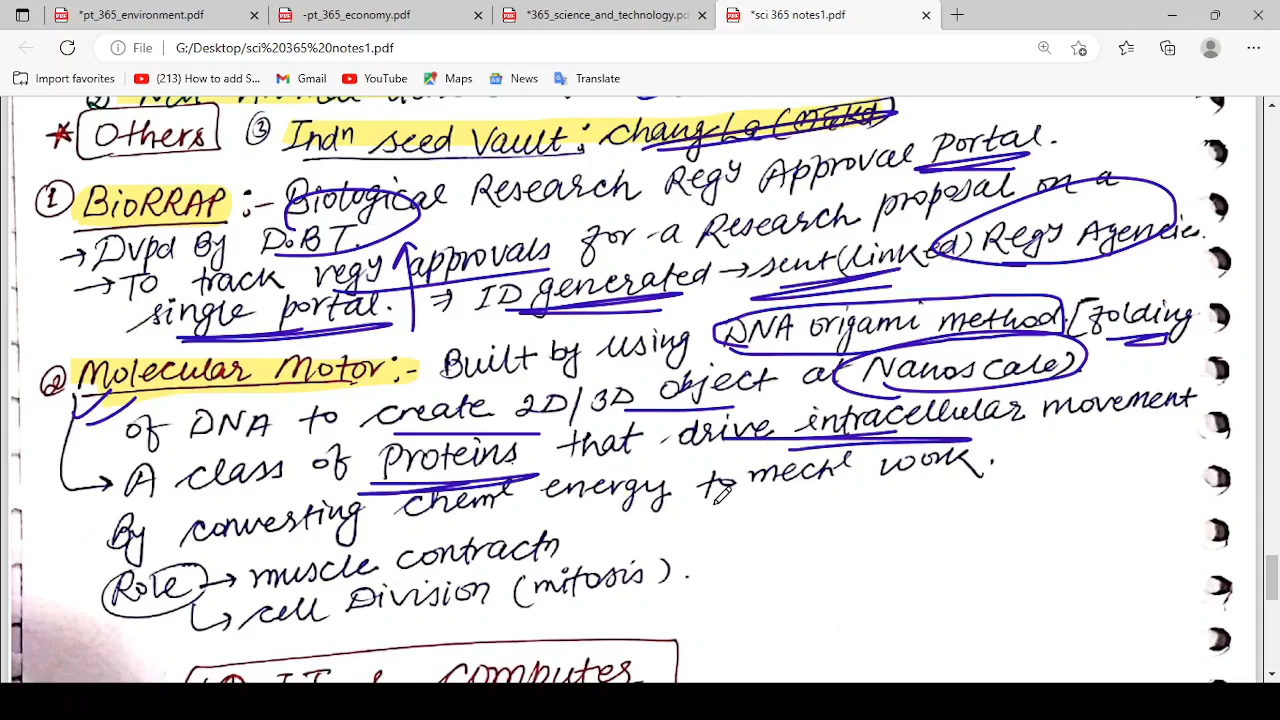 *pt_365_environment.pdf
-pt_365_economy.pdf
*365_science_and_technology.pd
*sci 365 notes1.pdf
File G:/Desktop/sci%20365%20notes1.pdf
Import favorites (213) How to add S... Gmail YouTube Maps News Translate
* Others ③ Indn seed Vault : Chang La
① BioRRAP :- Biological Research Regy Approval Portal.
→ Dvpd By D.B.T.
→ To track regy approvals for a Research proposal on a
single portal. ⇒ ID generated → sent (linked) Regy Agencies.
② Molecular Motor :- Built by using DNA origami method [folding
of DNA to create 2D/3D object at Nanoscale)
→ A class of Proteins that drive intracellular movement
By converting cheml energy to mechl work.
Role → muscle contractn
↳ cell Division (mitosis).
IT & Computer